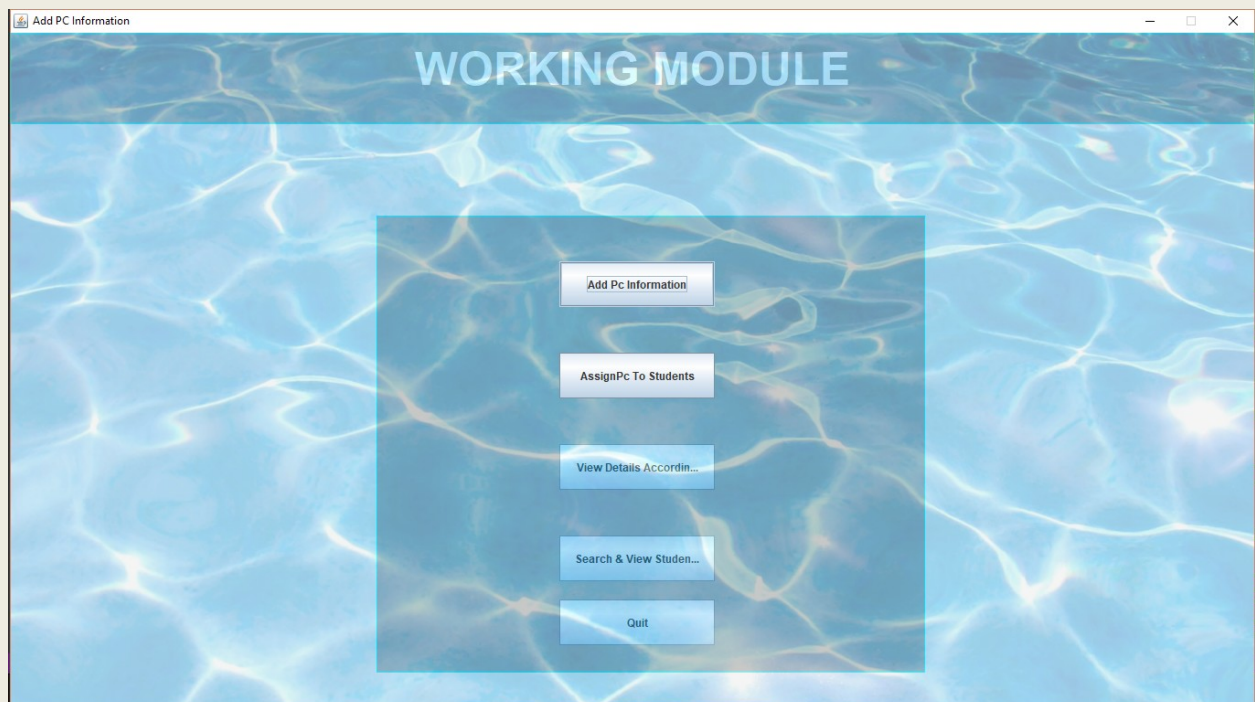 Add PC Information
WORKING MODULE
Add Pc Information
AssignPc To Students
View Details Accordin...
Search & View Studen...
Quit